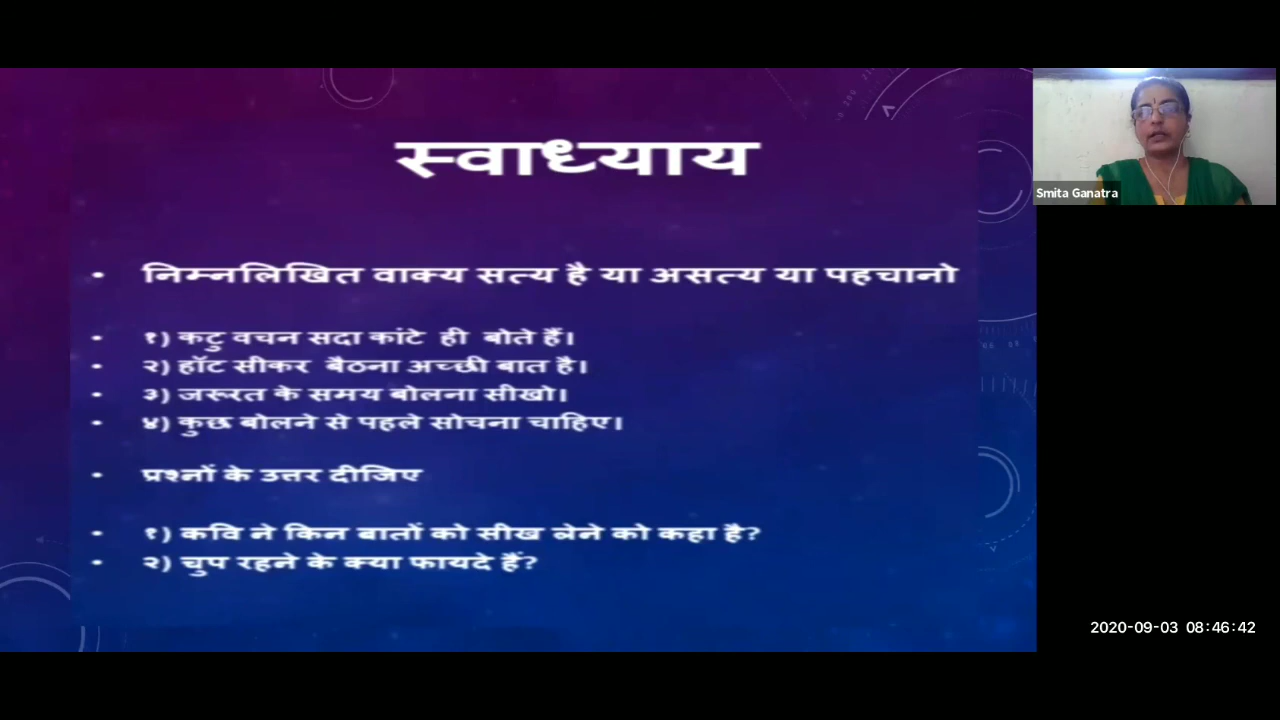 स्वाध्याय
Smita Ganatra
• निम्नलिखित वाक्य सत्य है या असत्य या पहचानो
• १) कटु वचन सदा कांटे ही बोते हैं।
• २) हॉट सीकर बैठना अच्छी बात है।
• ३) जरूरत के समय बोलना सीखो।
• ४) कुछ बोलने से पहले सोचना चाहिए।
• प्रश्नों के उत्तर दीजिए
• १) कवि ने किन बातों को सीख लेने को कहा है?
• २) चुप रहने के क्या फायदे हैं?
2020-09-03 08:46:42